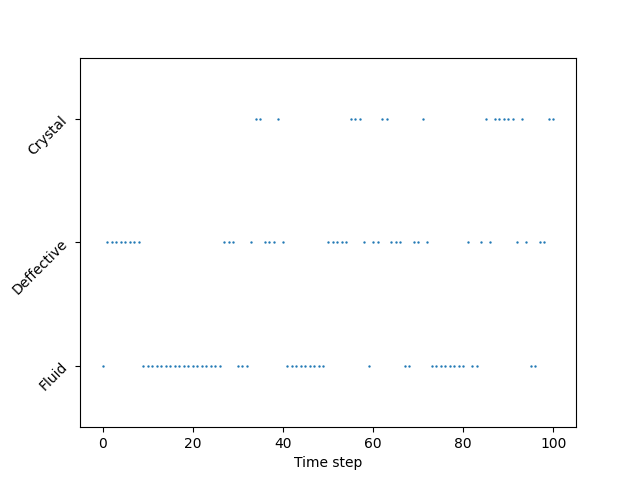 Crystal
Deffective
Fluid
0 20 40 60 80 100
Time step